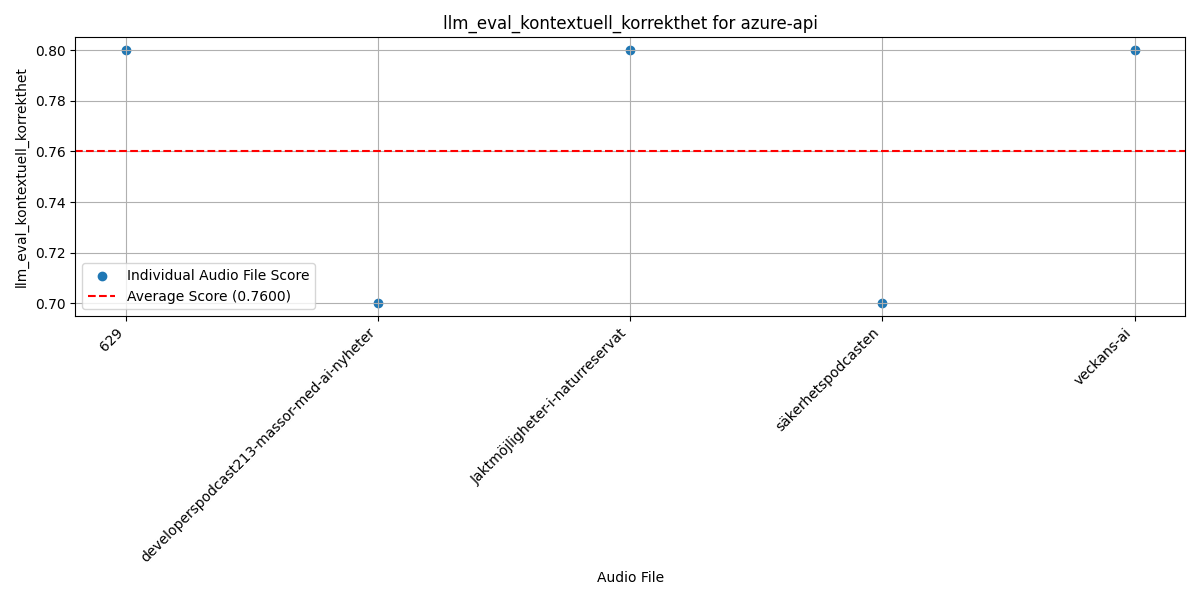 llm_eval_kontextuell_korrekthet for azure-api
llm_eval_kontextuell_korrekthet
0.80
0.78
0.76
0.74
0.72
0.70
Individual Audio File Score
Average Score (0.7600)
629
developerspodcast213-massor-med-ai-nyheter
Jaktmöjligheter-i-naturreservat
säkerhetspodcasten
veckans-ai
Audio File